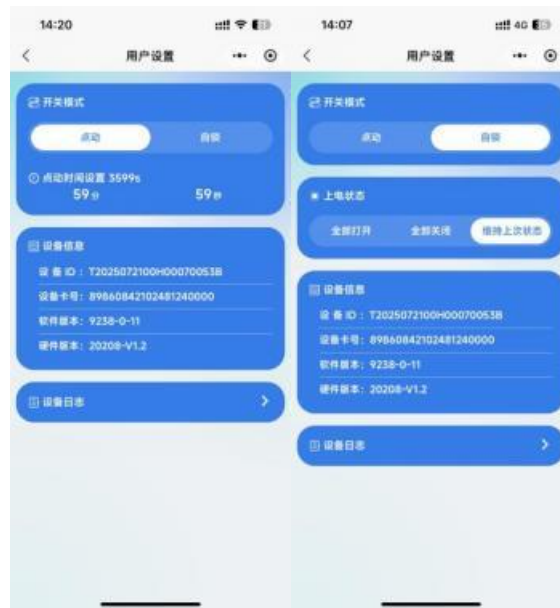 14:20
用户设置
开关模式
点动
自锁
点动时间设置 3599s
59分
59秒
设备信息
设 备 ID： T2025072100H00070053B
设备卡号： 89860842102481240000
软件版本： 9238-0-11
硬件版本： 20208-V1.2
设备日志
14:07
4G
用户设置
开关模式
点动
自锁
上电状态
全部打开
全部关闭
保持上次状态
设备信息
设 备 ID： T2025072100H00070053B
设备卡号： 89860842102481240000
软件版本： 9238-0-11
硬件版本： 20208-V1.2
设备日志